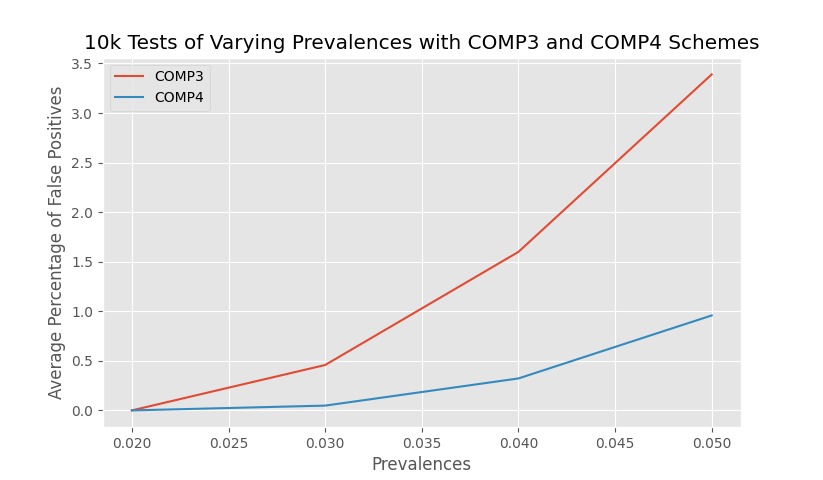 10k Tests of Varying Prevalences with COMP3 and COMP4 Schemes
COMP3
COMP4
Average Percentage of False Positives
3.5
3.0
2.5
2.0
1.5
1.0
0.5
0.0
0.020 0.025 0.030 0.035 0.040 0.045 0.050
Prevalences